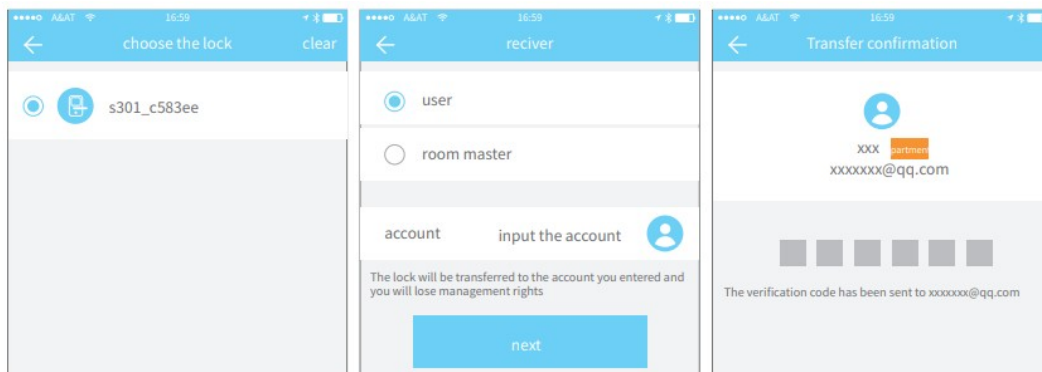 A&AT 16:59
choose the lock clear
s301_c583ee
A&AT 16:59
reciver
user
room master
account input the account
The lock will be transferred to the account you entered and
you will lose management rights
next
A&AT 16:59
Transfer confirmation
xxx partment
xxxxxxx@qq.com
The verification code has been sent to xxxxxxx@qq.com